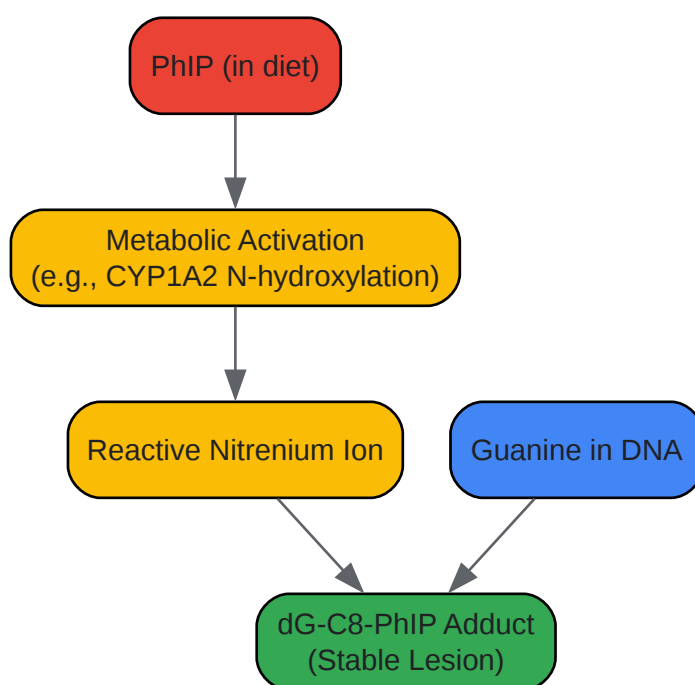 PhIP (in diet)
Metabolic Activation
(e.g., CYP1A2 N-hydroxylation)
Reactive Nitrenium Ion
Guanine in DNA
dG-C8-PhIP Adduct
(Stable Lesion)